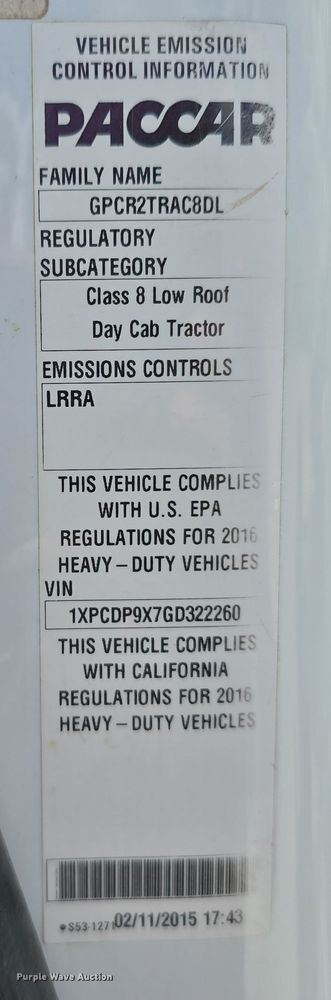 VEHICLE EMISSION
CONTROL INFORMATION
PACCAR
FAMILY NAME
GPCR2TRAC8DL
REGULATORY
SUBCATEGORY
Class 8 Low Roof
Day Cab Tractor
EMISSIONS CONTROLS
LRRA
THIS VEHICLE COMPLIES
WITH U.S. EPA
REGULATIONS FOR 2016
HEAVY – DUTY VEHICLES
VIN
1XPCDP9X7GD322260
THIS VEHICLE COMPLIES
WITH CALIFORNIA
REGULATIONS FOR 2016
HEAVY – DUTY VEHICLES
S53-1271 02/11/2015 17:43
Purple Wave Auction